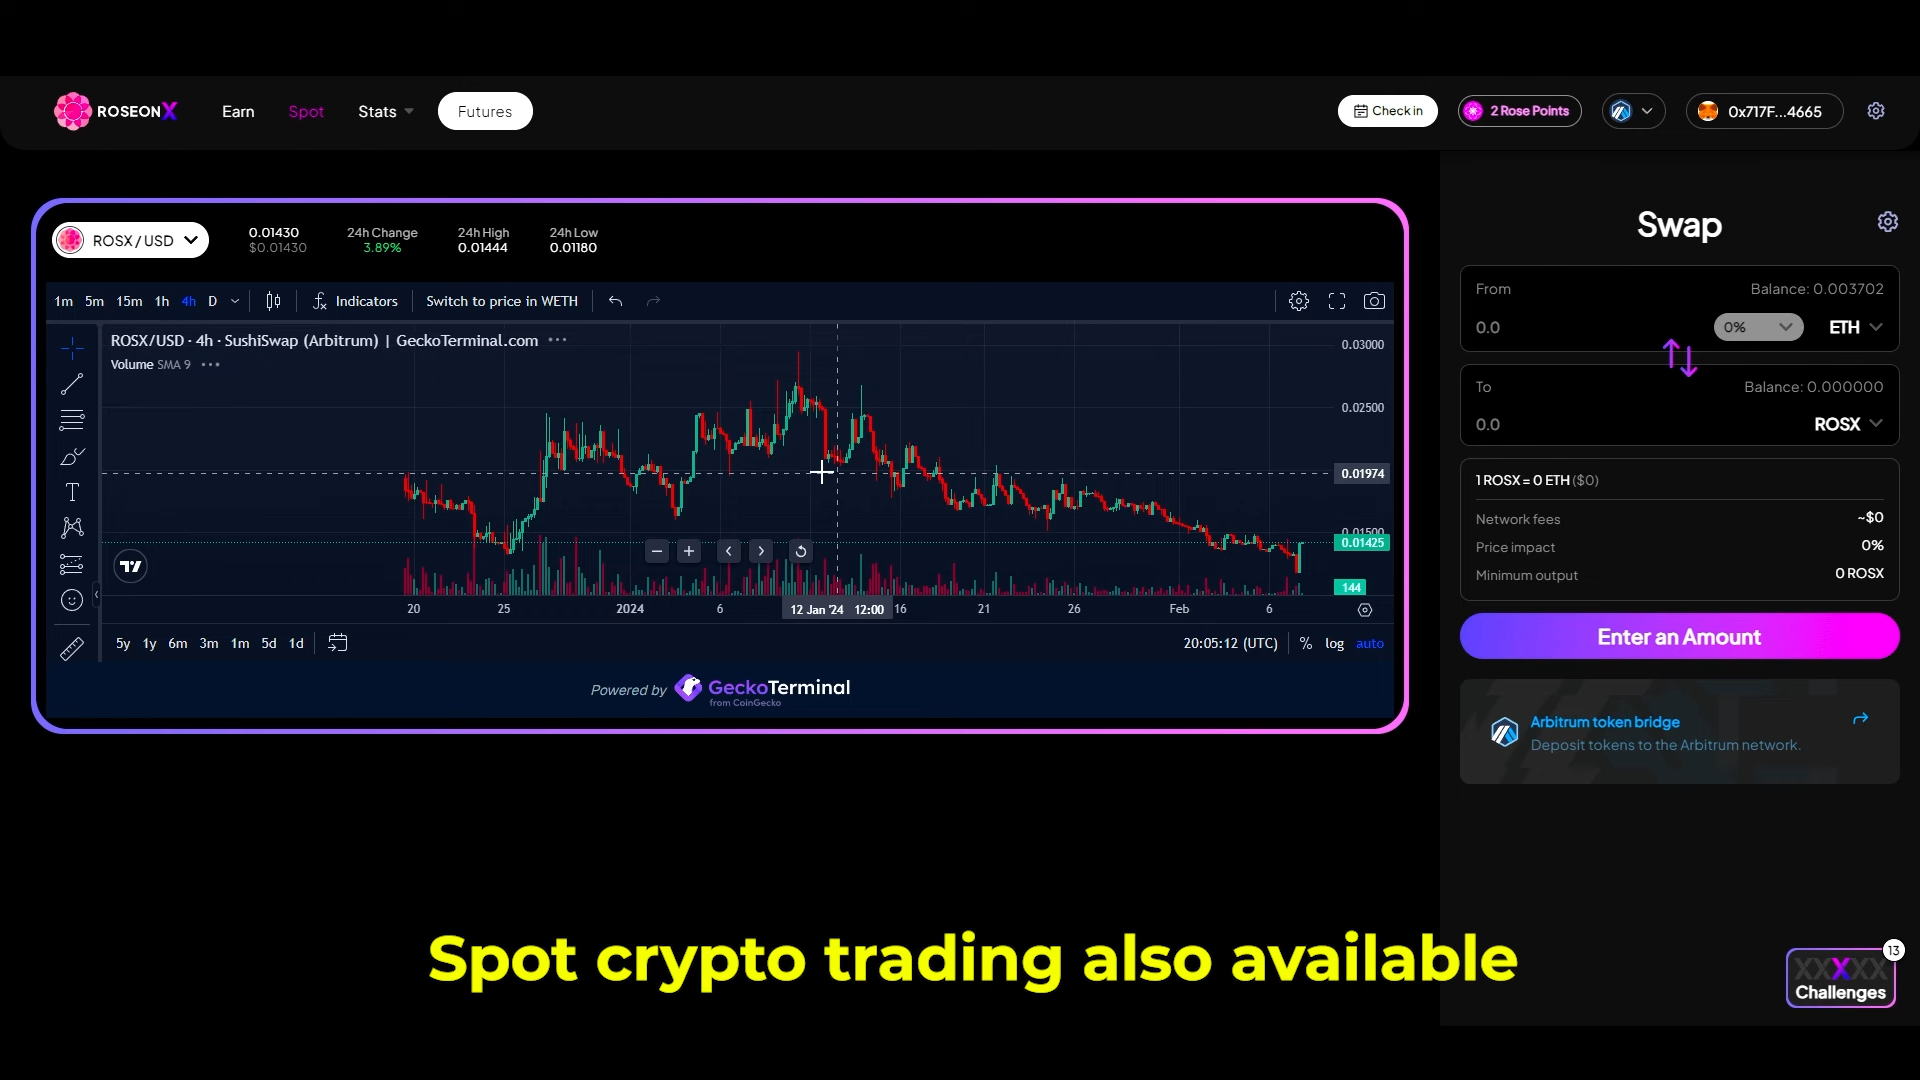 ROSEONX
Earn
Spot
Stats
Futures
Check in
2 Rose Points
0x717F...4665
ROSX/USD
0.01430
$0.01430
24h Change
3.89%
24h High
0.01444
24h Low
0.01180
1m 5m 15m 1h 4h D
Indicators
Switch to price in WETH
ROSX/USD · 4h · SushiSwap (Arbitrum) | GeckoTerminal.com
Volume SMA 9
0.03000
0.02500
0.01974
0.01500
0.01425
144
20 25 2024 6 12 Jan '24 12:00 16 21 26 Feb 6
5y 1y 6m 3m 1m 5d 1d
20:05:12 (UTC) % log auto
Powered by GeckoTerminal
from CoinGecko
Swap
From
Balance: 0.003702
0.0
0%
ETH
To
Balance: 0.000000
0.0
ROSX
1 ROSX = 0 ETH ($0)
Network fees ~$0
Price impact 0%
Minimum output 0 ROSX
Enter an Amount
Arbitrum token bridge
Deposit tokens to the Arbitrum network.
Spot crypto trading also available
13
XXXXX
Challenges